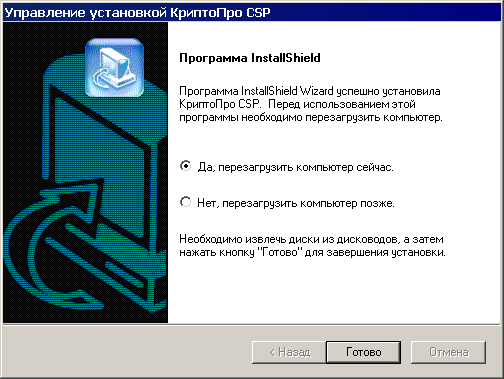 Управление установкой КриптоПро CSP
Программа InstallShield
Программа InstallShield Wizard успешно установила
КриптоПро CSP. Перед использованием этой
программы необходимо перезагрузить компьютер.
Да, перезагрузить компьютер сейчас.
Нет, перезагрузить компьютер позже.
Необходимо извлечь диски из дисководов, а затем
нажать кнопку "Готово" для завершения установки.
< Назад
Готово
Отмена